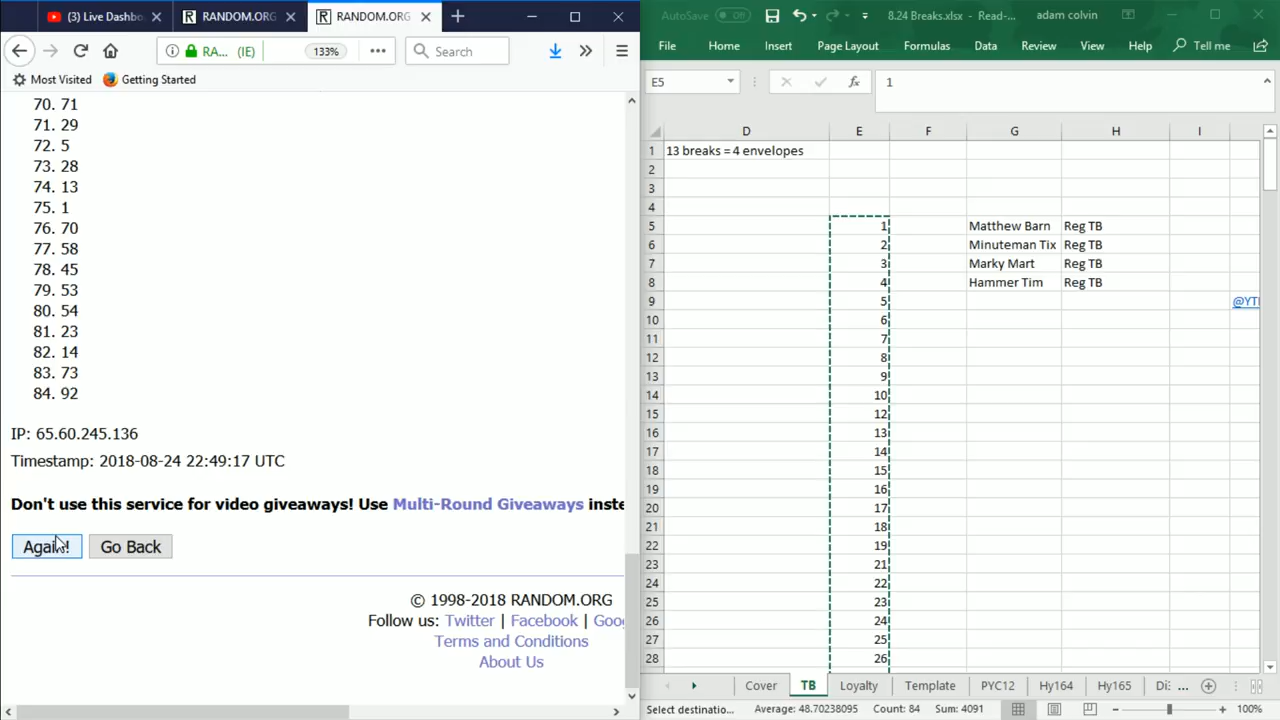 (3) Live Dashbo
RANDOM.ORG
RANDOM.ORG
RA... (IE)
133%
Search
Most Visited
Getting Started
70. 71
71. 29
72. 5
73. 28
74. 13
75. 1
76. 70
77. 58
78. 45
79. 53
80. 54
81. 23
82. 14
83. 73
84. 92
IP: 65.60.245.136
Timestamp: 2018-08-24 22:49:17 UTC
Don't use this service for video giveaways! Use Multi-Round Giveaways inste
Again! Go Back
© 1998-2018 RANDOM.ORG
Follow us: Twitter | Facebook | Goo
Terms and Conditions
About Us
AutoSave Off 8.24 Breaks.xlsx - Read-... adam colvin
File Home Insert Page Layout Formulas Data Review View Help Tell me
E5 fx 1
D E F G H I
1 13 breaks = 4 envelopes
2
3
4
5 1 Matthew Barn Reg TB
6 2 Minuteman Tix Reg TB
7 3 Marky Mart Reg TB
8 4 Hammer Tim Reg TB
9 5 @YTI
10 6
11 7
12 8
13 9
14 10
15 12
16 13
17 14
18 15
19 16
20 17
21 18
22 19
23 21
24 22
25 23
26 24
27 25
28 26
Cover TB Loyalty Template PYC12 Hy164 Hy165 Di: ...
Select destinatio... Average: 48.70238095 Count: 84 Sum: 4091 100%